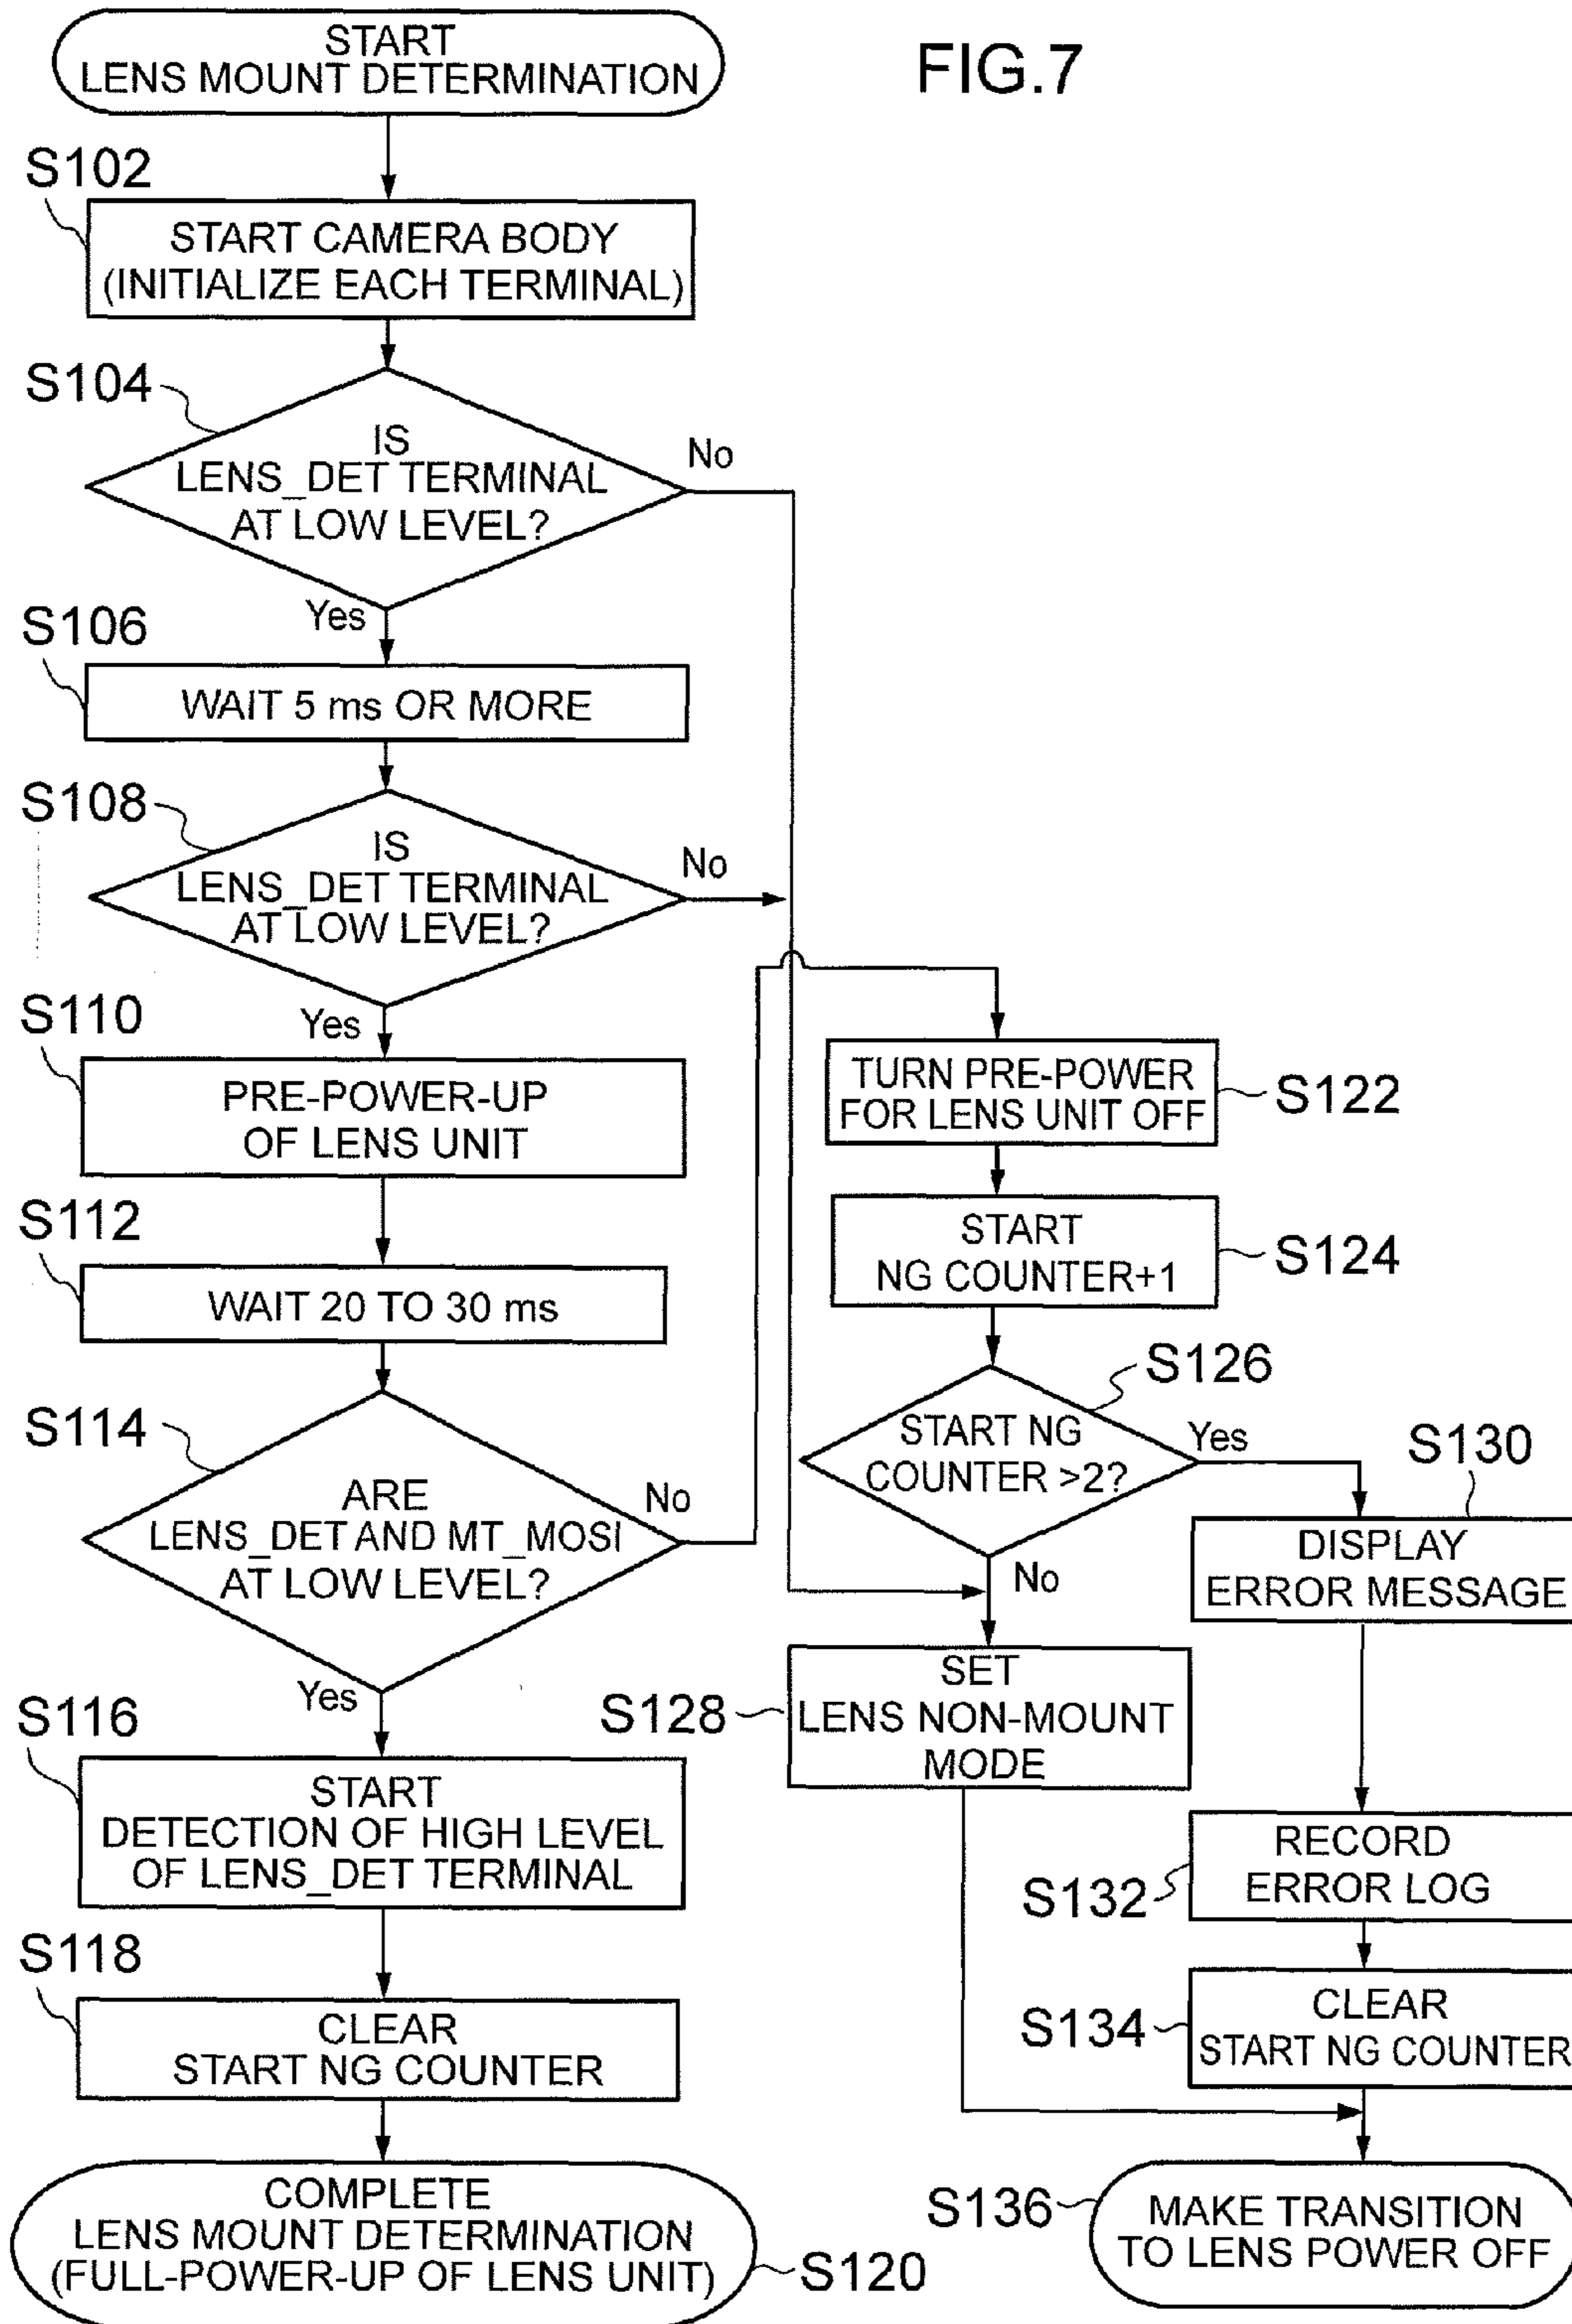 FIG.7
START
LENS MOUNT DETERMINATION
S102
START CAMERA BODY
(INITIALIZE EACH TERMINAL)
S104
IS
LENS_DET TERMINAL
AT LOW LEVEL?
No
Yes
S106
WAIT 5 ms OR MORE
S108
IS
LENS_DET TERMINAL
AT LOW LEVEL?
No
Yes
S110
PRE-POWER-UP
OF LENS UNIT
S112
WAIT 20 TO 30 ms
S114
ARE
LENS_DET AND MT_MOSI
AT LOW LEVEL?
No
Yes
S116
START
DETECTION OF HIGH LEVEL
OF LENS_DET TERMINAL
S118
CLEAR
START NG COUNTER
COMPLETE
LENS MOUNT DETERMINATION
(FULL-POWER-UP OF LENS UNIT)
S120
TURN PRE-POWER
FOR LENS UNIT OFF
S122
START
NG COUNTER+1
S124
S126
START NG
COUNTER >2?
Yes
No
S128
SET
LENS NON-MOUNT
MODE
S130
DISPLAY
ERROR MESSAGE
S132
RECORD
ERROR LOG
S134
CLEAR
START NG COUNTER
S136
MAKE TRANSITION
TO LENS POWER OFF